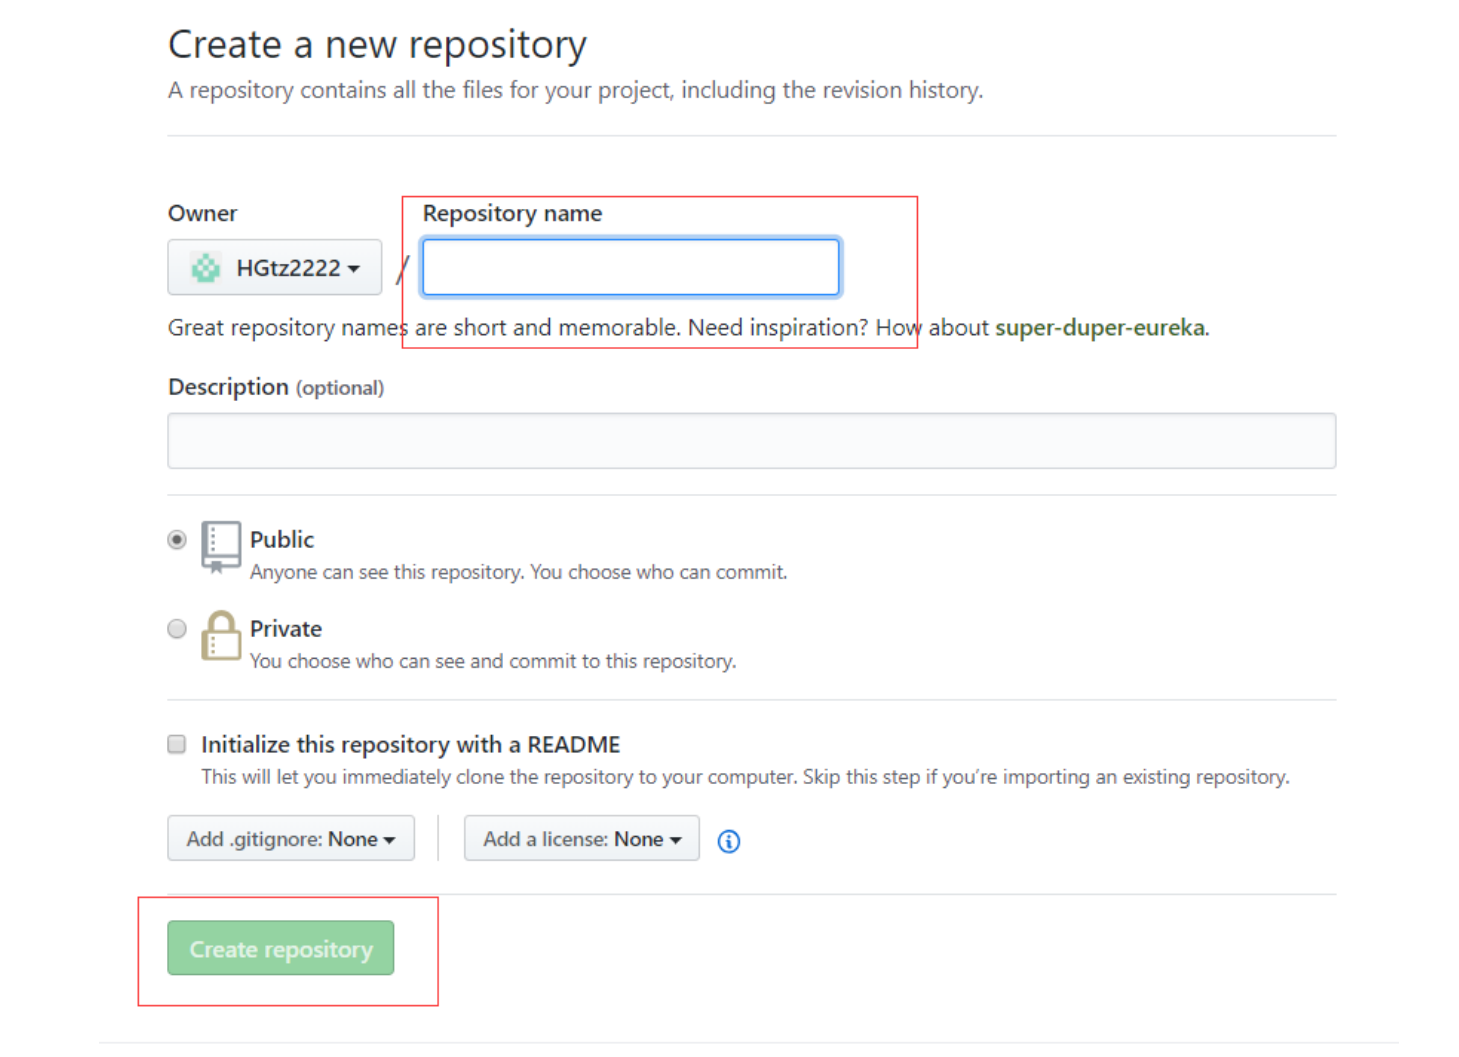 Create a new repository
A repository contains all the files for your project, including the revision history.
Owner
Repository name
HGtz2222
/
Great repository names are short and memorable. Need inspiration? How about super-duper-eureka.
Description (optional)
Public
Anyone can see this repository. You choose who can commit.
Private
You choose who can see and commit to this repository.
Initialize this repository with a README
This will let you immediately clone the repository to your computer. Skip this step if you’re importing an existing repository.
Add .gitignore: None
Add a license: None
Create repository